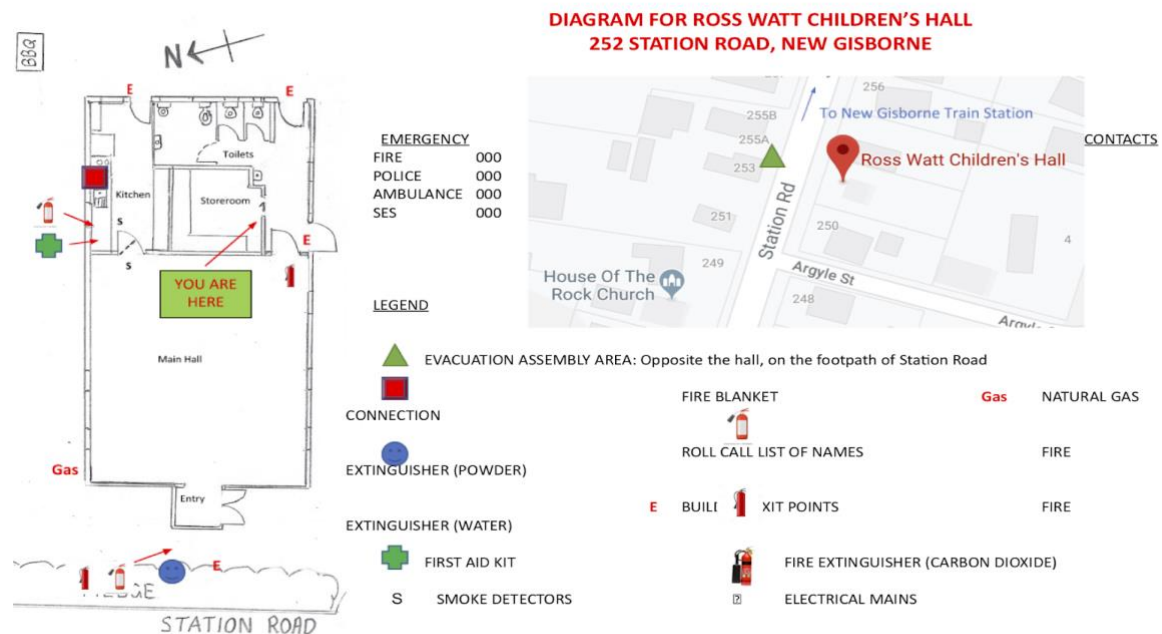 DIAGRAM FOR ROSS WATT CHILDREN'S HALL
252 STATION ROAD, NEW GISBORNE
BBQ
N
E
E
Toilets
Kitchen
Storeroom
S
E
S
YOU ARE
HERE
Main Hall
Gas
Entry
E
STATION ROAD
EMERGENCY
CONTACTS
FIRE 000
POLICE 000
AMBULANCE 000
SES 000
255B
256
To New Gisborne Train Station
255A
253
Ross Watt Children's Hall
251
Station Rd
250
4
249
Argyle St
House Of The
Rock Church
248
LEGEND
EVACUATION ASSEMBLY AREA: Opposite the hall, on the footpath of Station Road
FIRE BLANKET Gas NATURAL GAS
CONNECTION
ROLL CALL LIST OF NAMES FIRE
EXTINGUISHER (POWDER)
E BUIL XIT POINTS FIRE
EXTINGUISHER (WATER)
FIRST AID KIT FIRE EXTINGUISHER (CARBON DIOXIDE)
S SMOKE DETECTORS ELECTRICAL MAINS